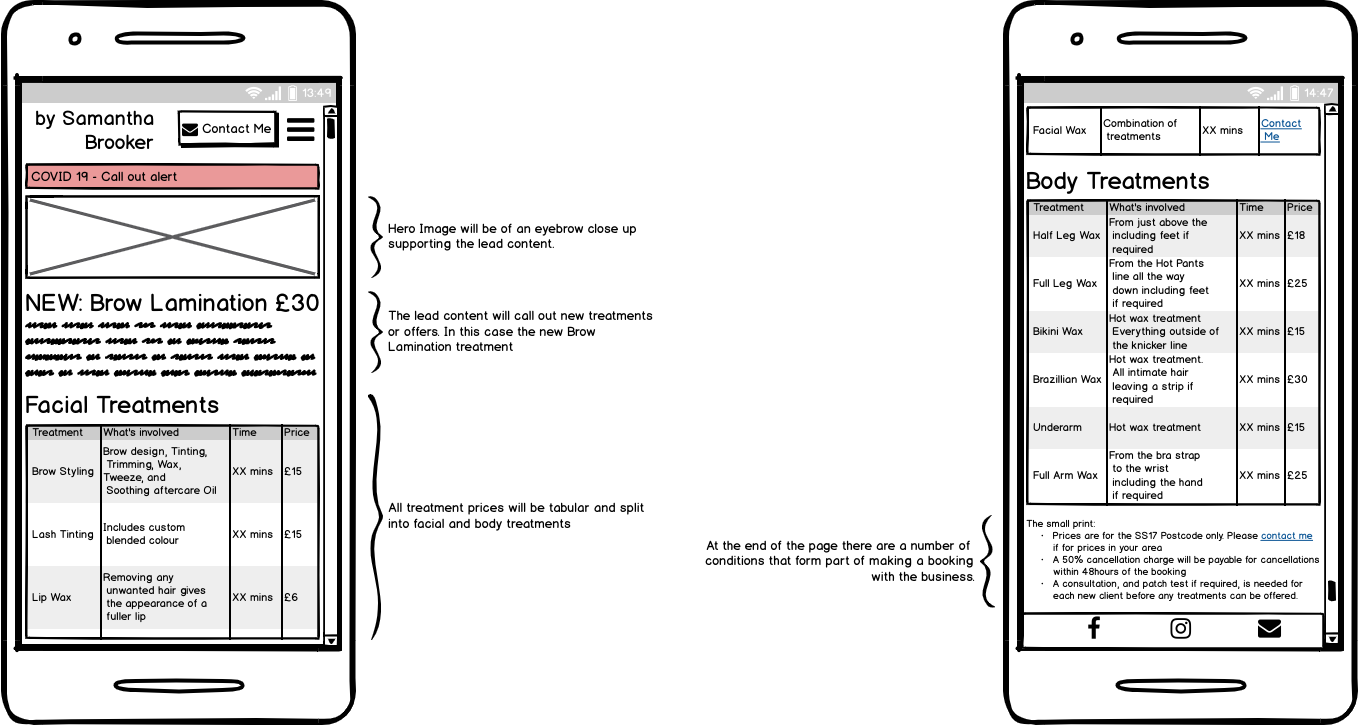 13:49
by Samantha
Brooker
Contact Me
COVID 19 - Call out alert
Hero Image will be of an eyebrow close up
supporting the lead content.
NEW: Brow Lamination £30
The lead content will call out new treatments
or offers. In this case the new Brow
Lamination treatment
Facial Treatments
Treatment What's involved Time Price
Brow Styling
Brow design, Tinting,
Trimming, Wax,
Tweeze, and
Soothing aftercare Oil
XX mins £15
Lash Tinting
Includes custom
blended colour
XX mins £15
Lip Wax
Removing any
unwanted hair gives
the appearance of a
fuller lip
XX mins £6
All treatment prices will be tabular and split
into facial and body treatments
14:47
Facial Wax
Combination of
treatments
XX mins
Contact
Me
Body Treatments
Treatment What's involved Time Price
Half Leg Wax
From just above the
including feet if
required
XX mins £18
Full Leg Wax
From the Hot Pants
line all the way
down including feet
if required
XX mins £25
Bikini Wax
Hot wax treatment
Everything outside of
the knicker line
XX mins £15
Brazillian Wax
Hot wax treatment.
All intimate hair
leaving a strip if
required
XX mins £30
Underarm
Hot wax treatment
XX mins £15
Full Arm Wax
From the bra strap
to the wrist
including the hand
if required
XX mins £25
At the end of the page there are a number of
conditions that form part of making a booking
with the business.
The small print:
· Prices are for the SS17 Postcode only. Please contact me
if for prices in your area
· A 50% cancellation charge will be payable for cancellations
within 48hours of the booking
· A consultation, and patch test if required, is needed for
each new client before any treatments can be offered.